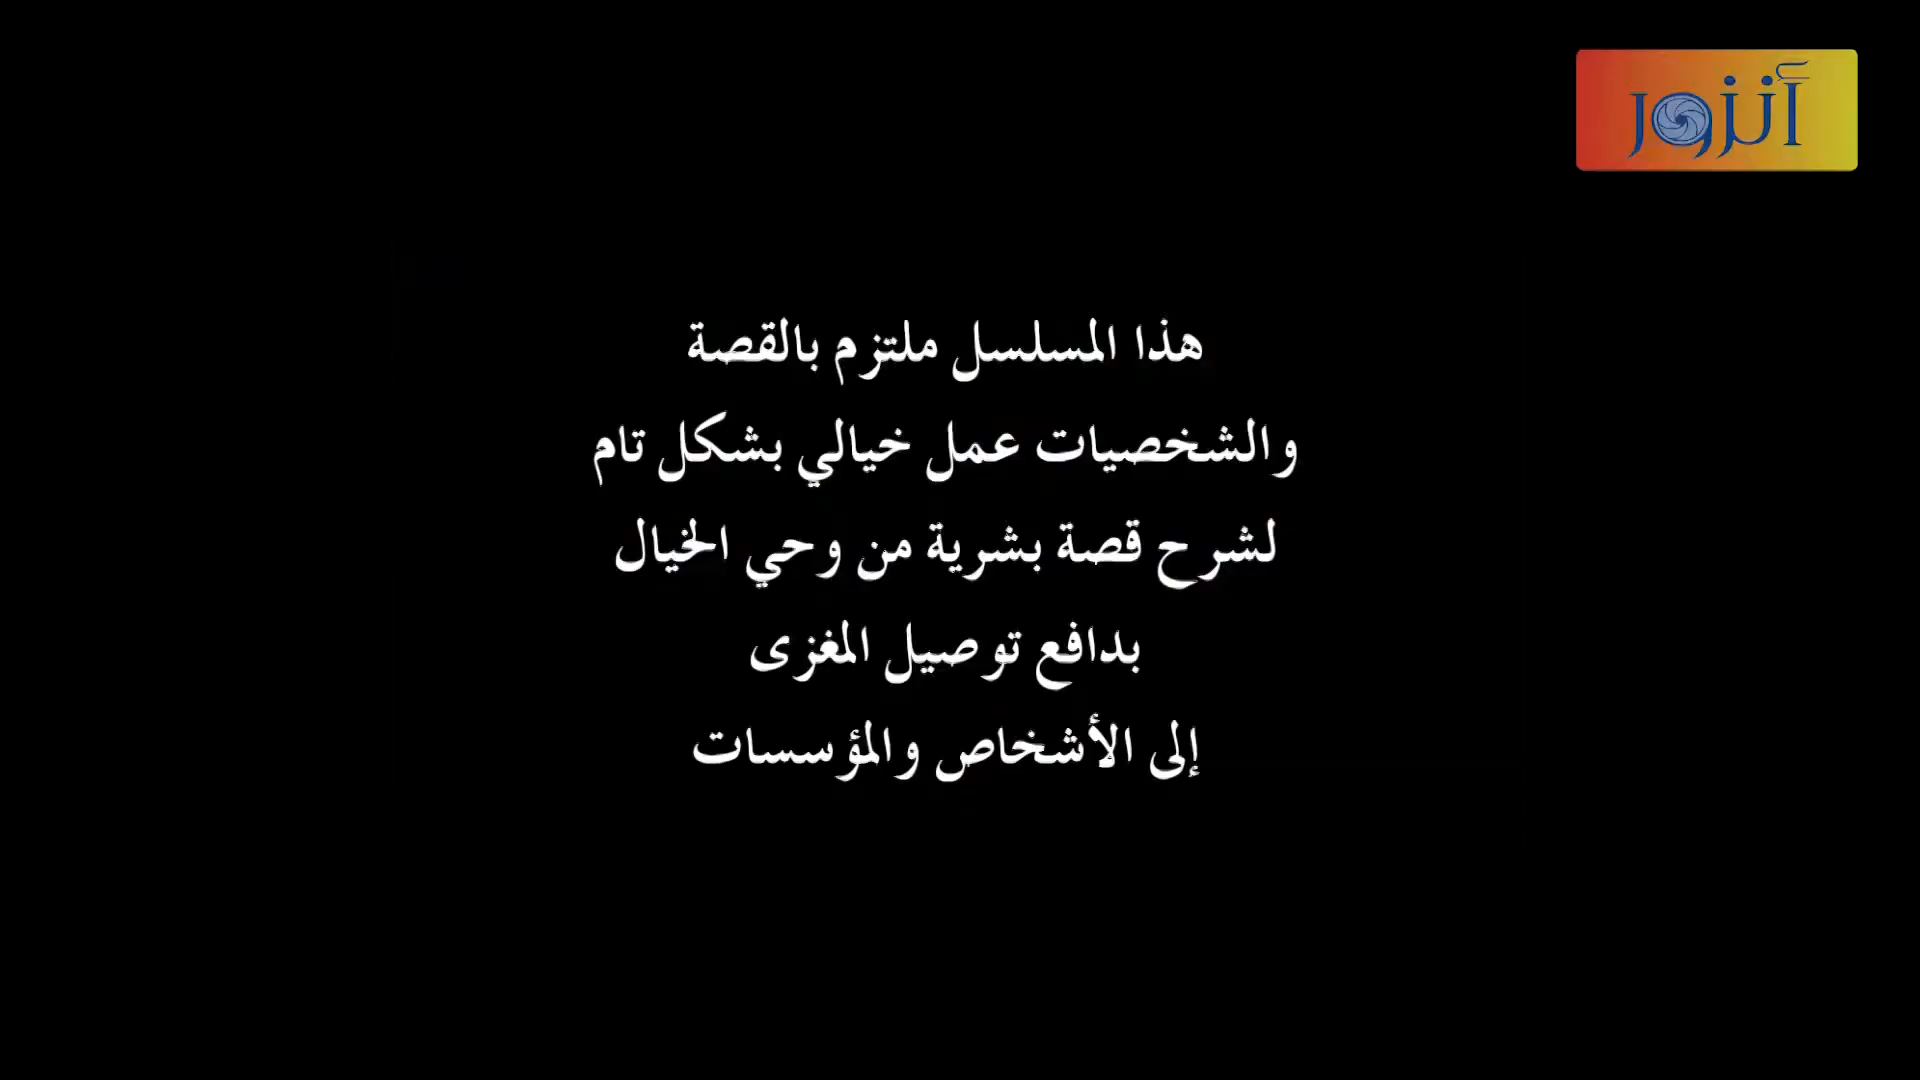 أنزور
هذا المسلسل ملتزم بالقصة
والشخصيات عمل خيالي بشكل تام
لشرح قصة بشرية من وحي الخيال
بدافع توصيل المغزى
إلى الأشخاص والمؤسسات